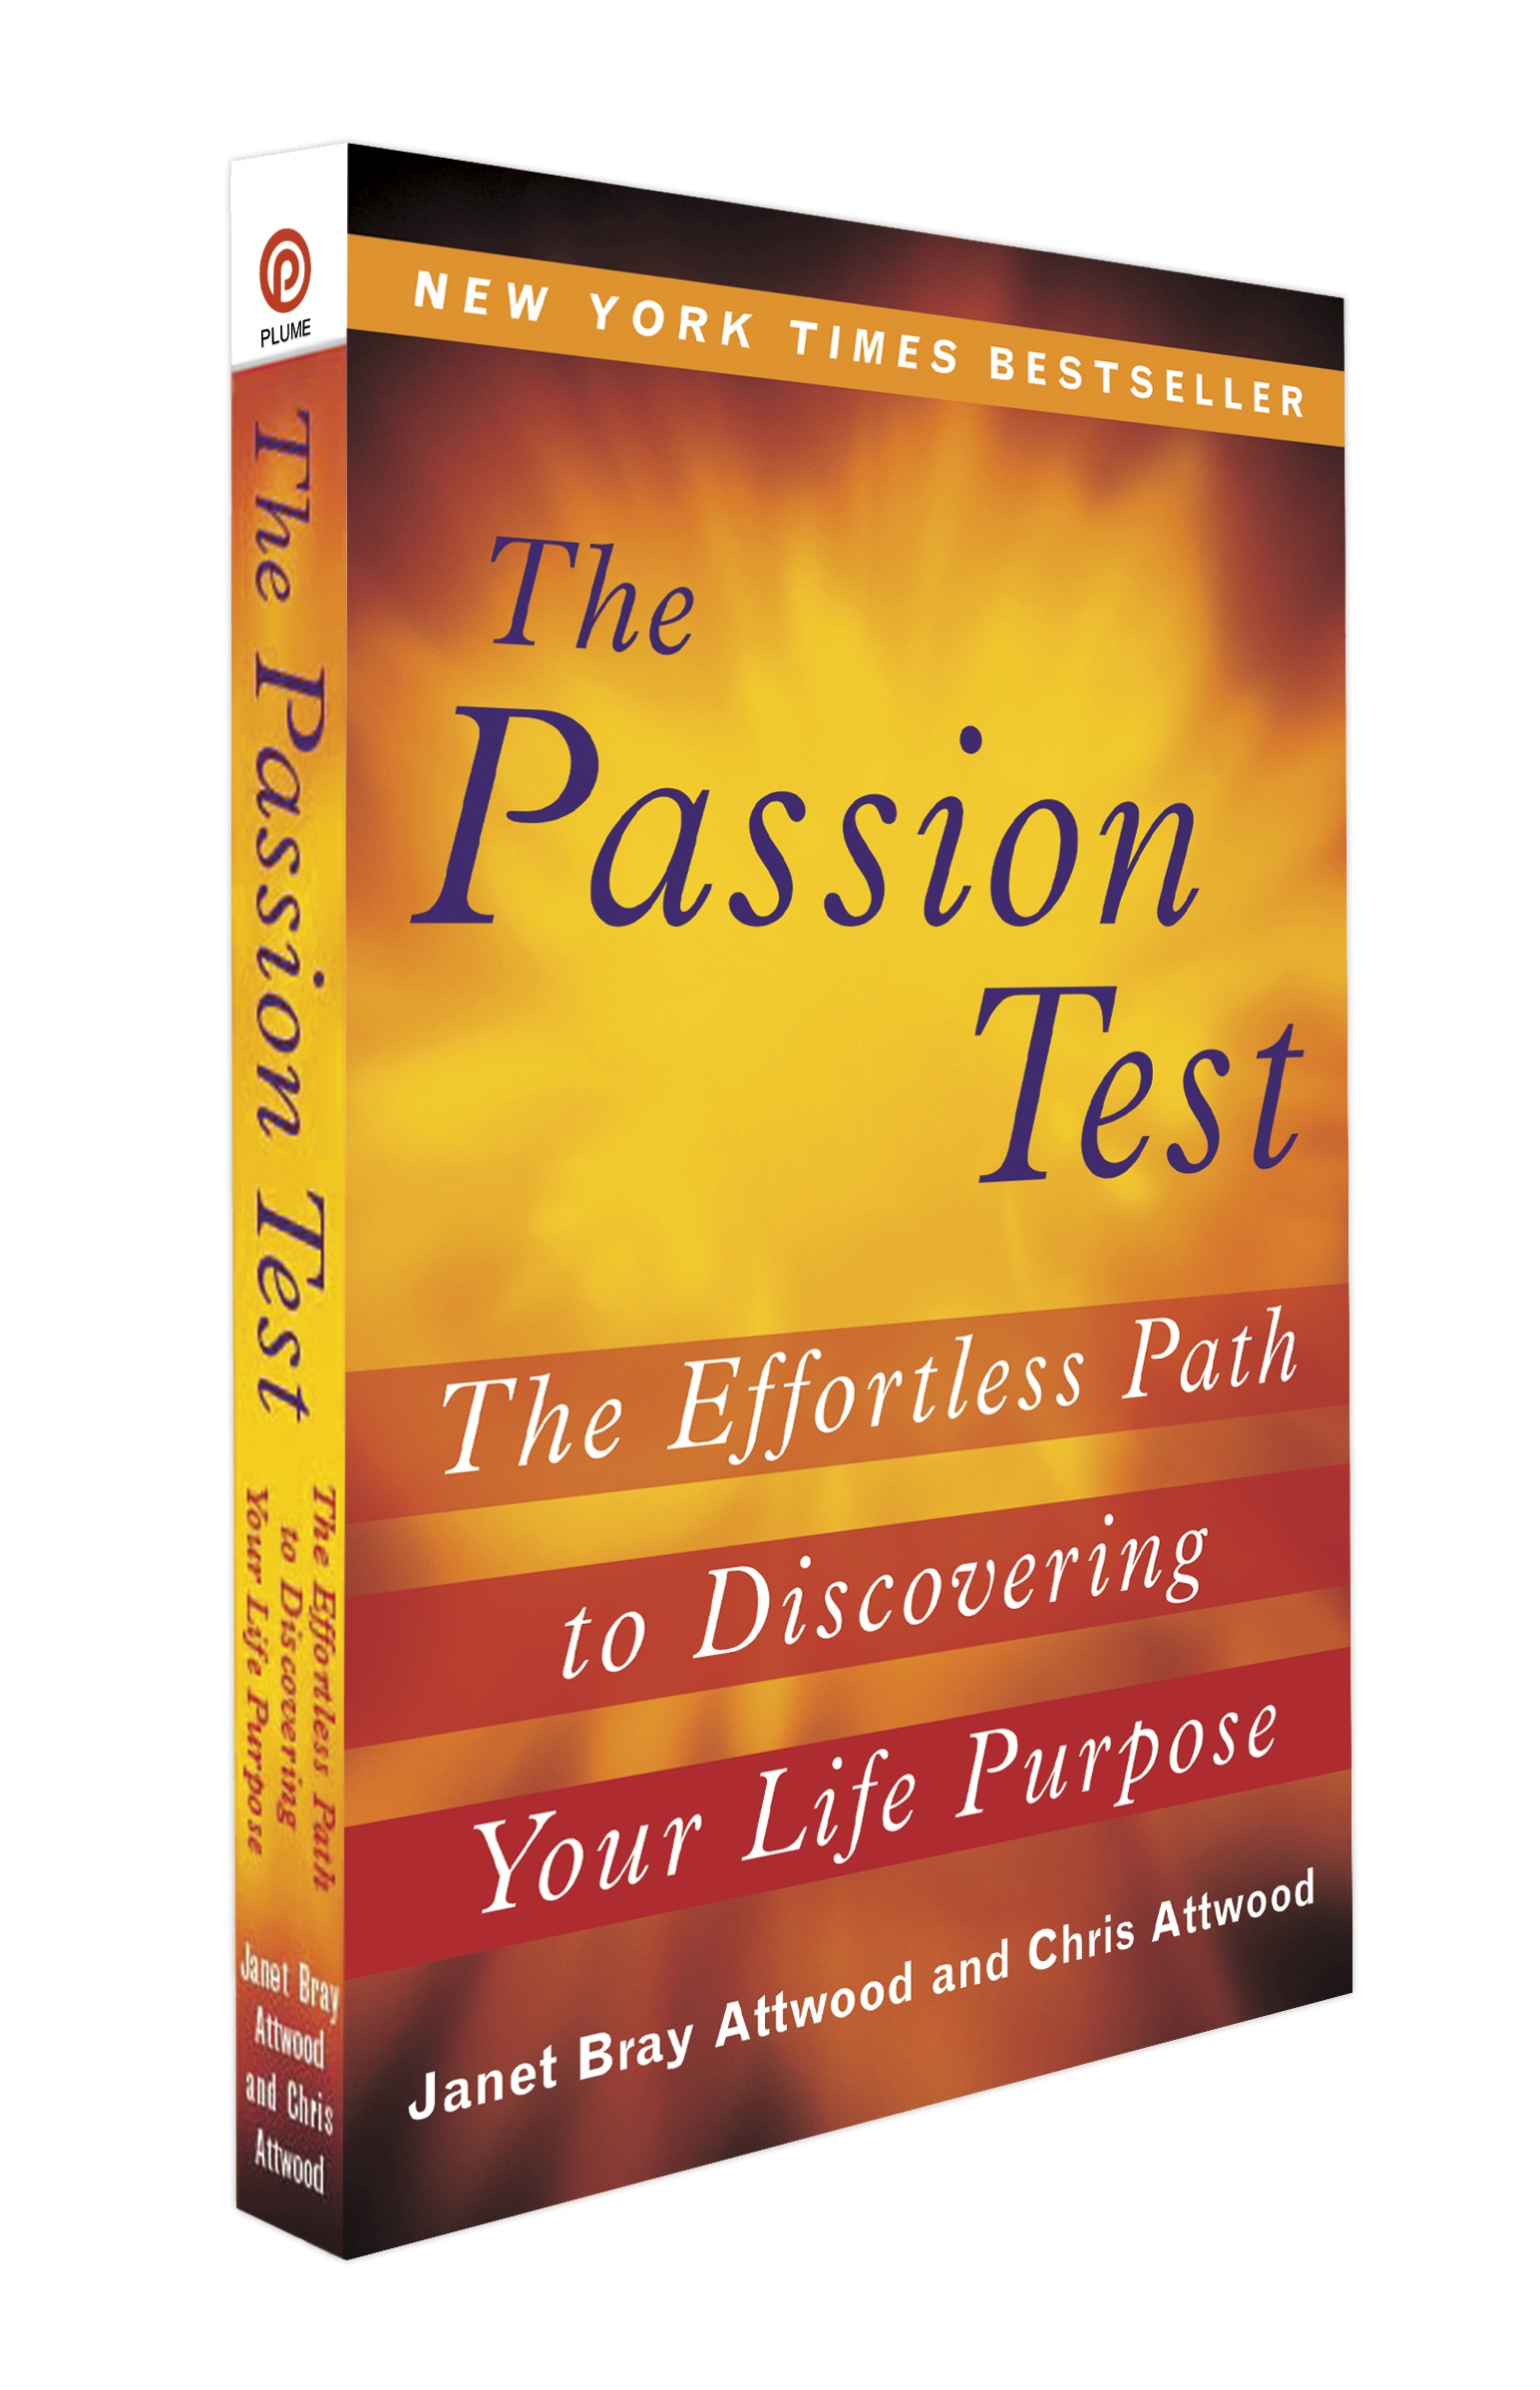 PLUME
The Passion Test
The Effortless Path
to Discovering
Your Life Purpose
Janet Bray
Attwood
and Chris
Attwood
NEW YORK TIMES BESTSELLER
The
Passion
Test
The Effortless Path
to Discovering
Your Life Purpose
Janet Bray Attwood and Chris Attwood